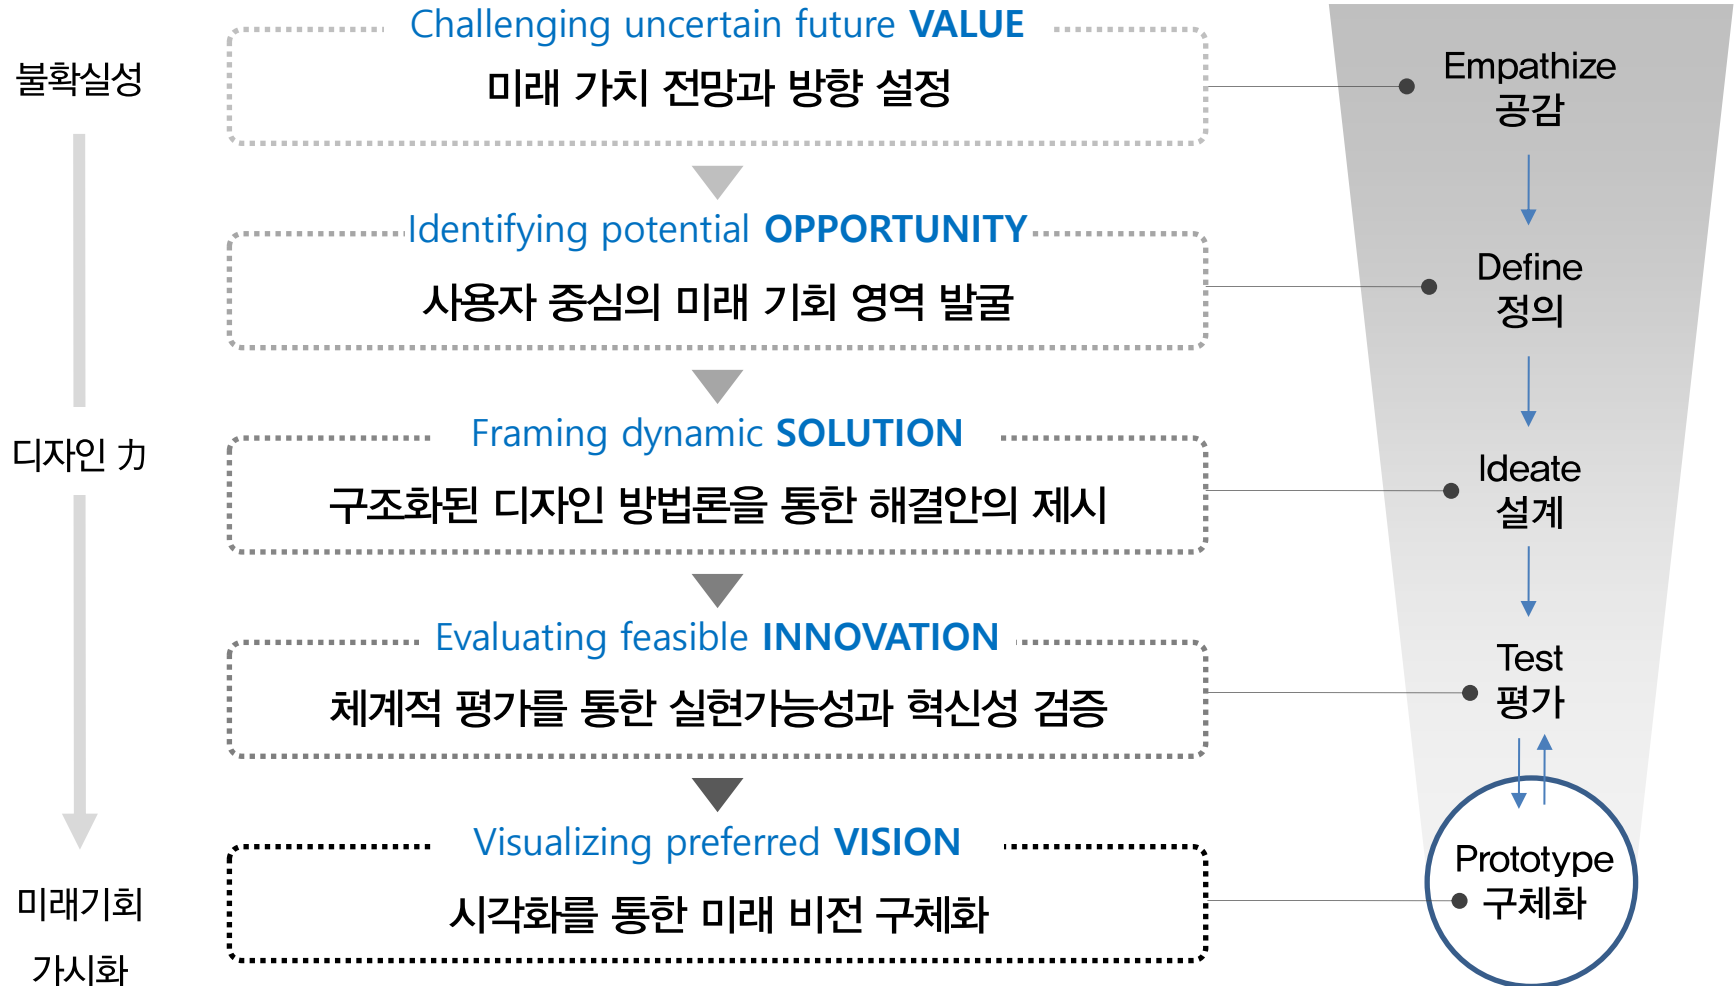 불확실성
디자인 力
미래기회
가시화
Challenging uncertain future VALUE
미래 가치 전망과 방향 설정
Identifying potential OPPORTUNITY
사용자 중심의 미래 기회 영역 발굴
Framing dynamic SOLUTION
구조화된 디자인 방법론을 통한 해결안의 제시
Evaluating feasible INNOVATION
체계적 평가를 통한 실현가능성과 혁신성 검증
Visualizing preferred VISION
시각화를 통한 미래 비전 구체화
Empathize
공감
Define
정의
Ideate
설계
Test
평가
Prototype
구체화